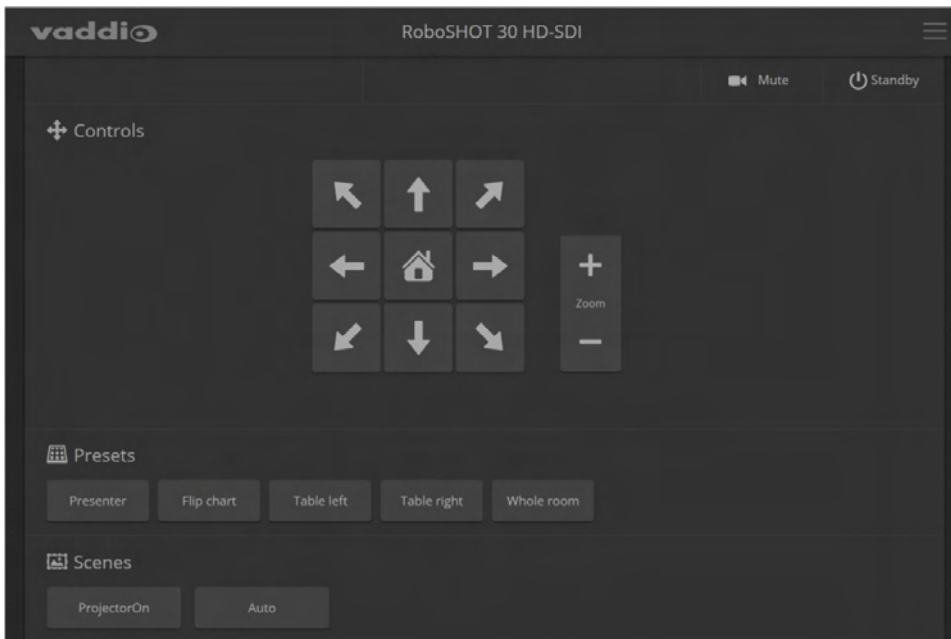 vaddio
RoboSHOT 30 HD-SDI
Mute
Standby
Controls
Zoom
Presets
Presenter
Flip chart
Table left
Table right
Whole room
Scenes
ProjectorOn
Auto